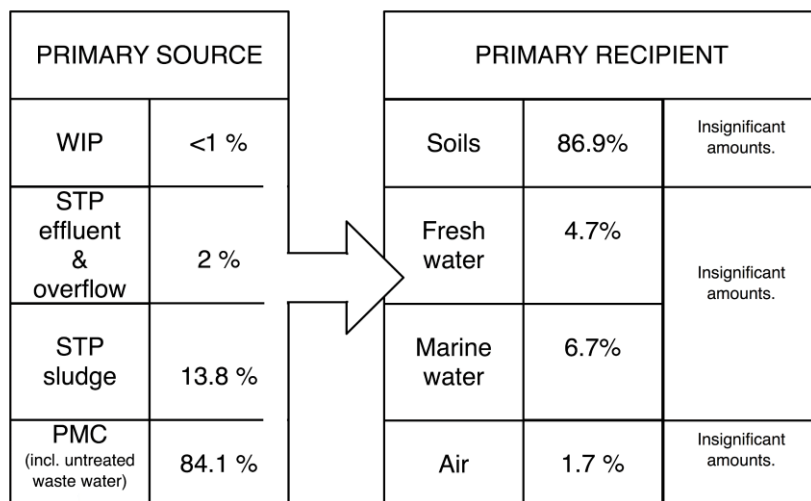 PRIMARY SOURCE
WIP
<1 %
STP
effluent
&
overflow
2 %
STP
sludge
13.8 %
PMC
(incl. untreated
waste water)
84.1 %
PRIMARY RECIPIENT
Soils
86.9%
Insignificant
amounts.
Fresh
water
4.7%
Insignificant
amounts.
Marine
water
6.7%
Air
1.7 %
Insignificant
amounts.